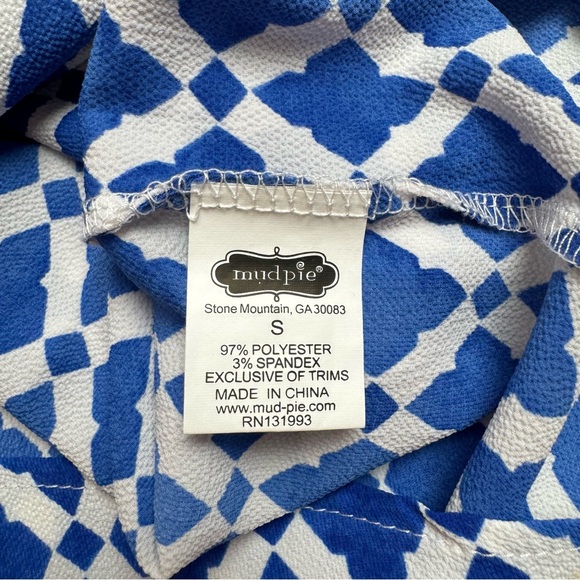 mudpie®
Stone Mountain, GA 30083
S
97% POLYESTER
3% SPANDEX
EXCLUSIVE OF TRIMS
MADE IN CHINA
www.mud-pie.com
RN131993